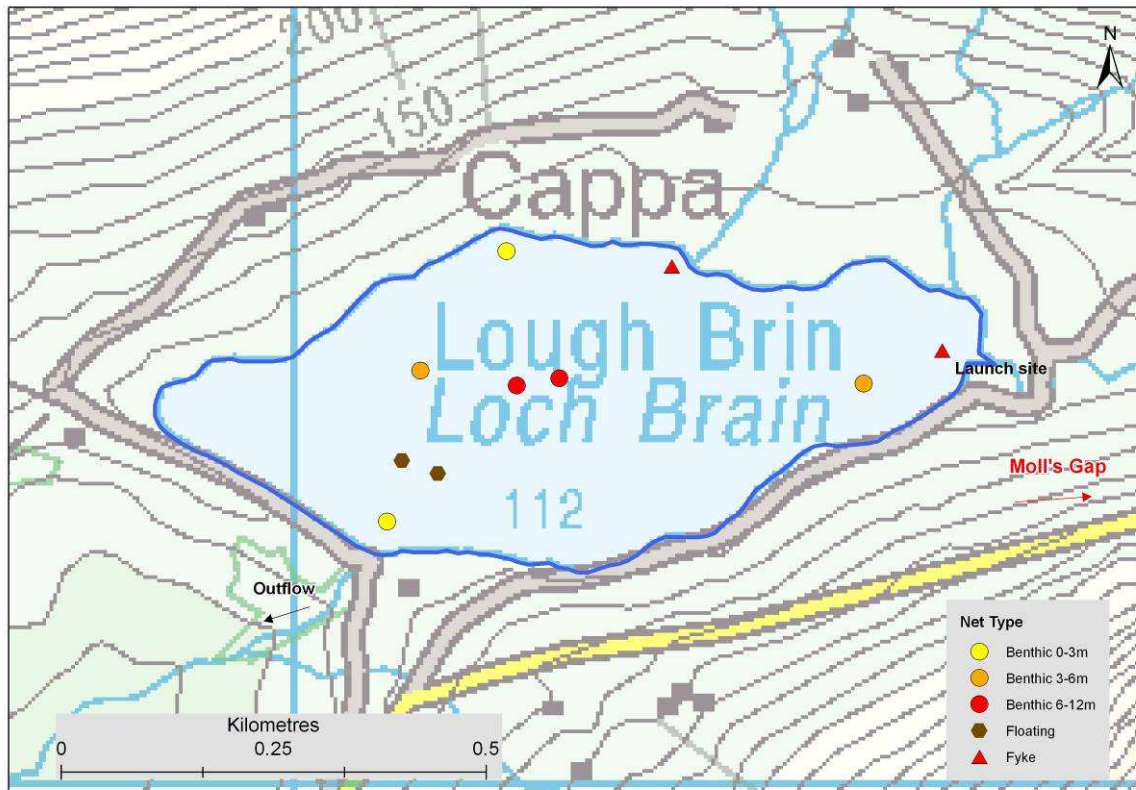 200
150
N
Cappa
Lough Brin
Loch Brain
Launch site
112
Moll's Gap
Outflow
Net Type
Benthic 0-3m
Benthic 3-6m
Benthic 6-12m
Floating
Fyke
Kilometres
0 0.25 0.5